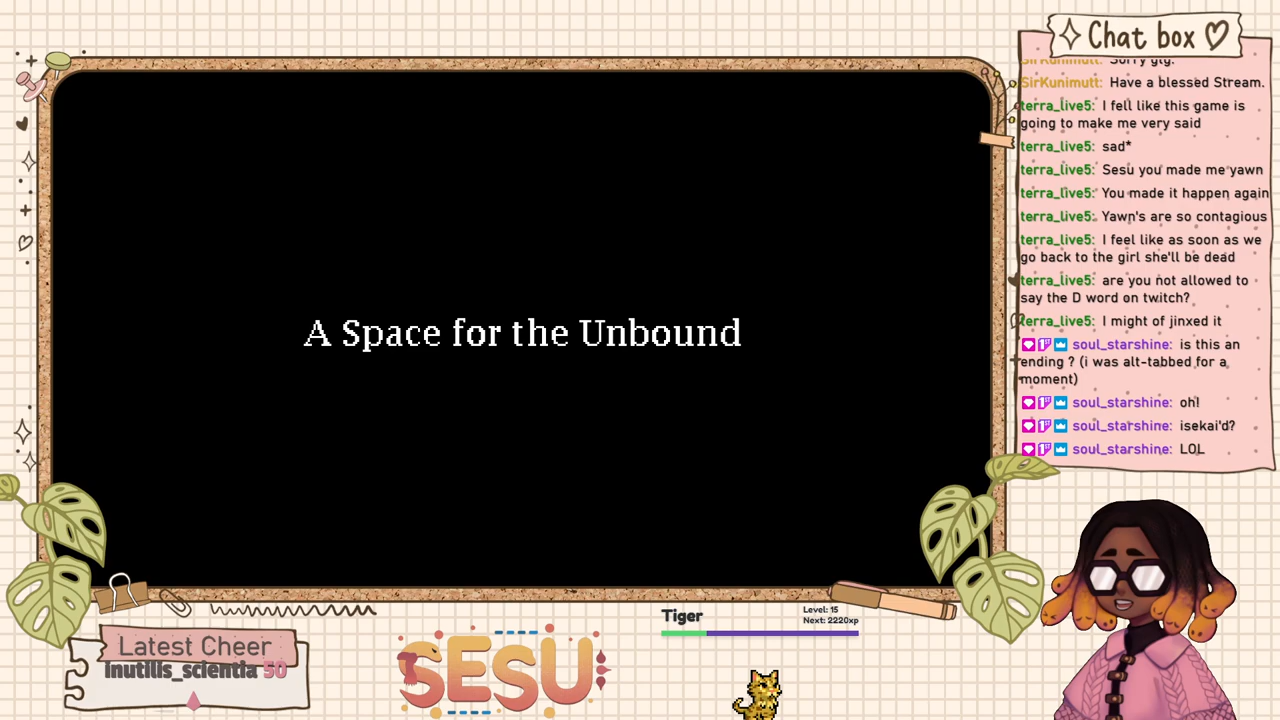 Chat box
SirKunimutt: Sorry gtg.
SirKunimutt: Have a blessed Stream.
terra_live5: I fell like this game is
going to make me very said
terra_live5: sad*
terra_live5: Sesu you made me yawn
terra_live5: You made it happen again
terra_live5: Yawn's are so contagious
terra_live5: I feel like as soon as we
go back to the girl she'll be dead
terra_live5: are you not allowed to
say the D word on twitch?
terra_live5: I might of jinxed it
soul_starshine: is this an
ending ? (i was alt-tabbed for a
moment)
soul_starshine: oh!
soul_starshine: isekai'd?
soul_starshine: LOL
A Space for the Unbound
Tiger
Level: 15
Next: 2220xp
Latest Cheer
inutilis_scientia 50
SESU